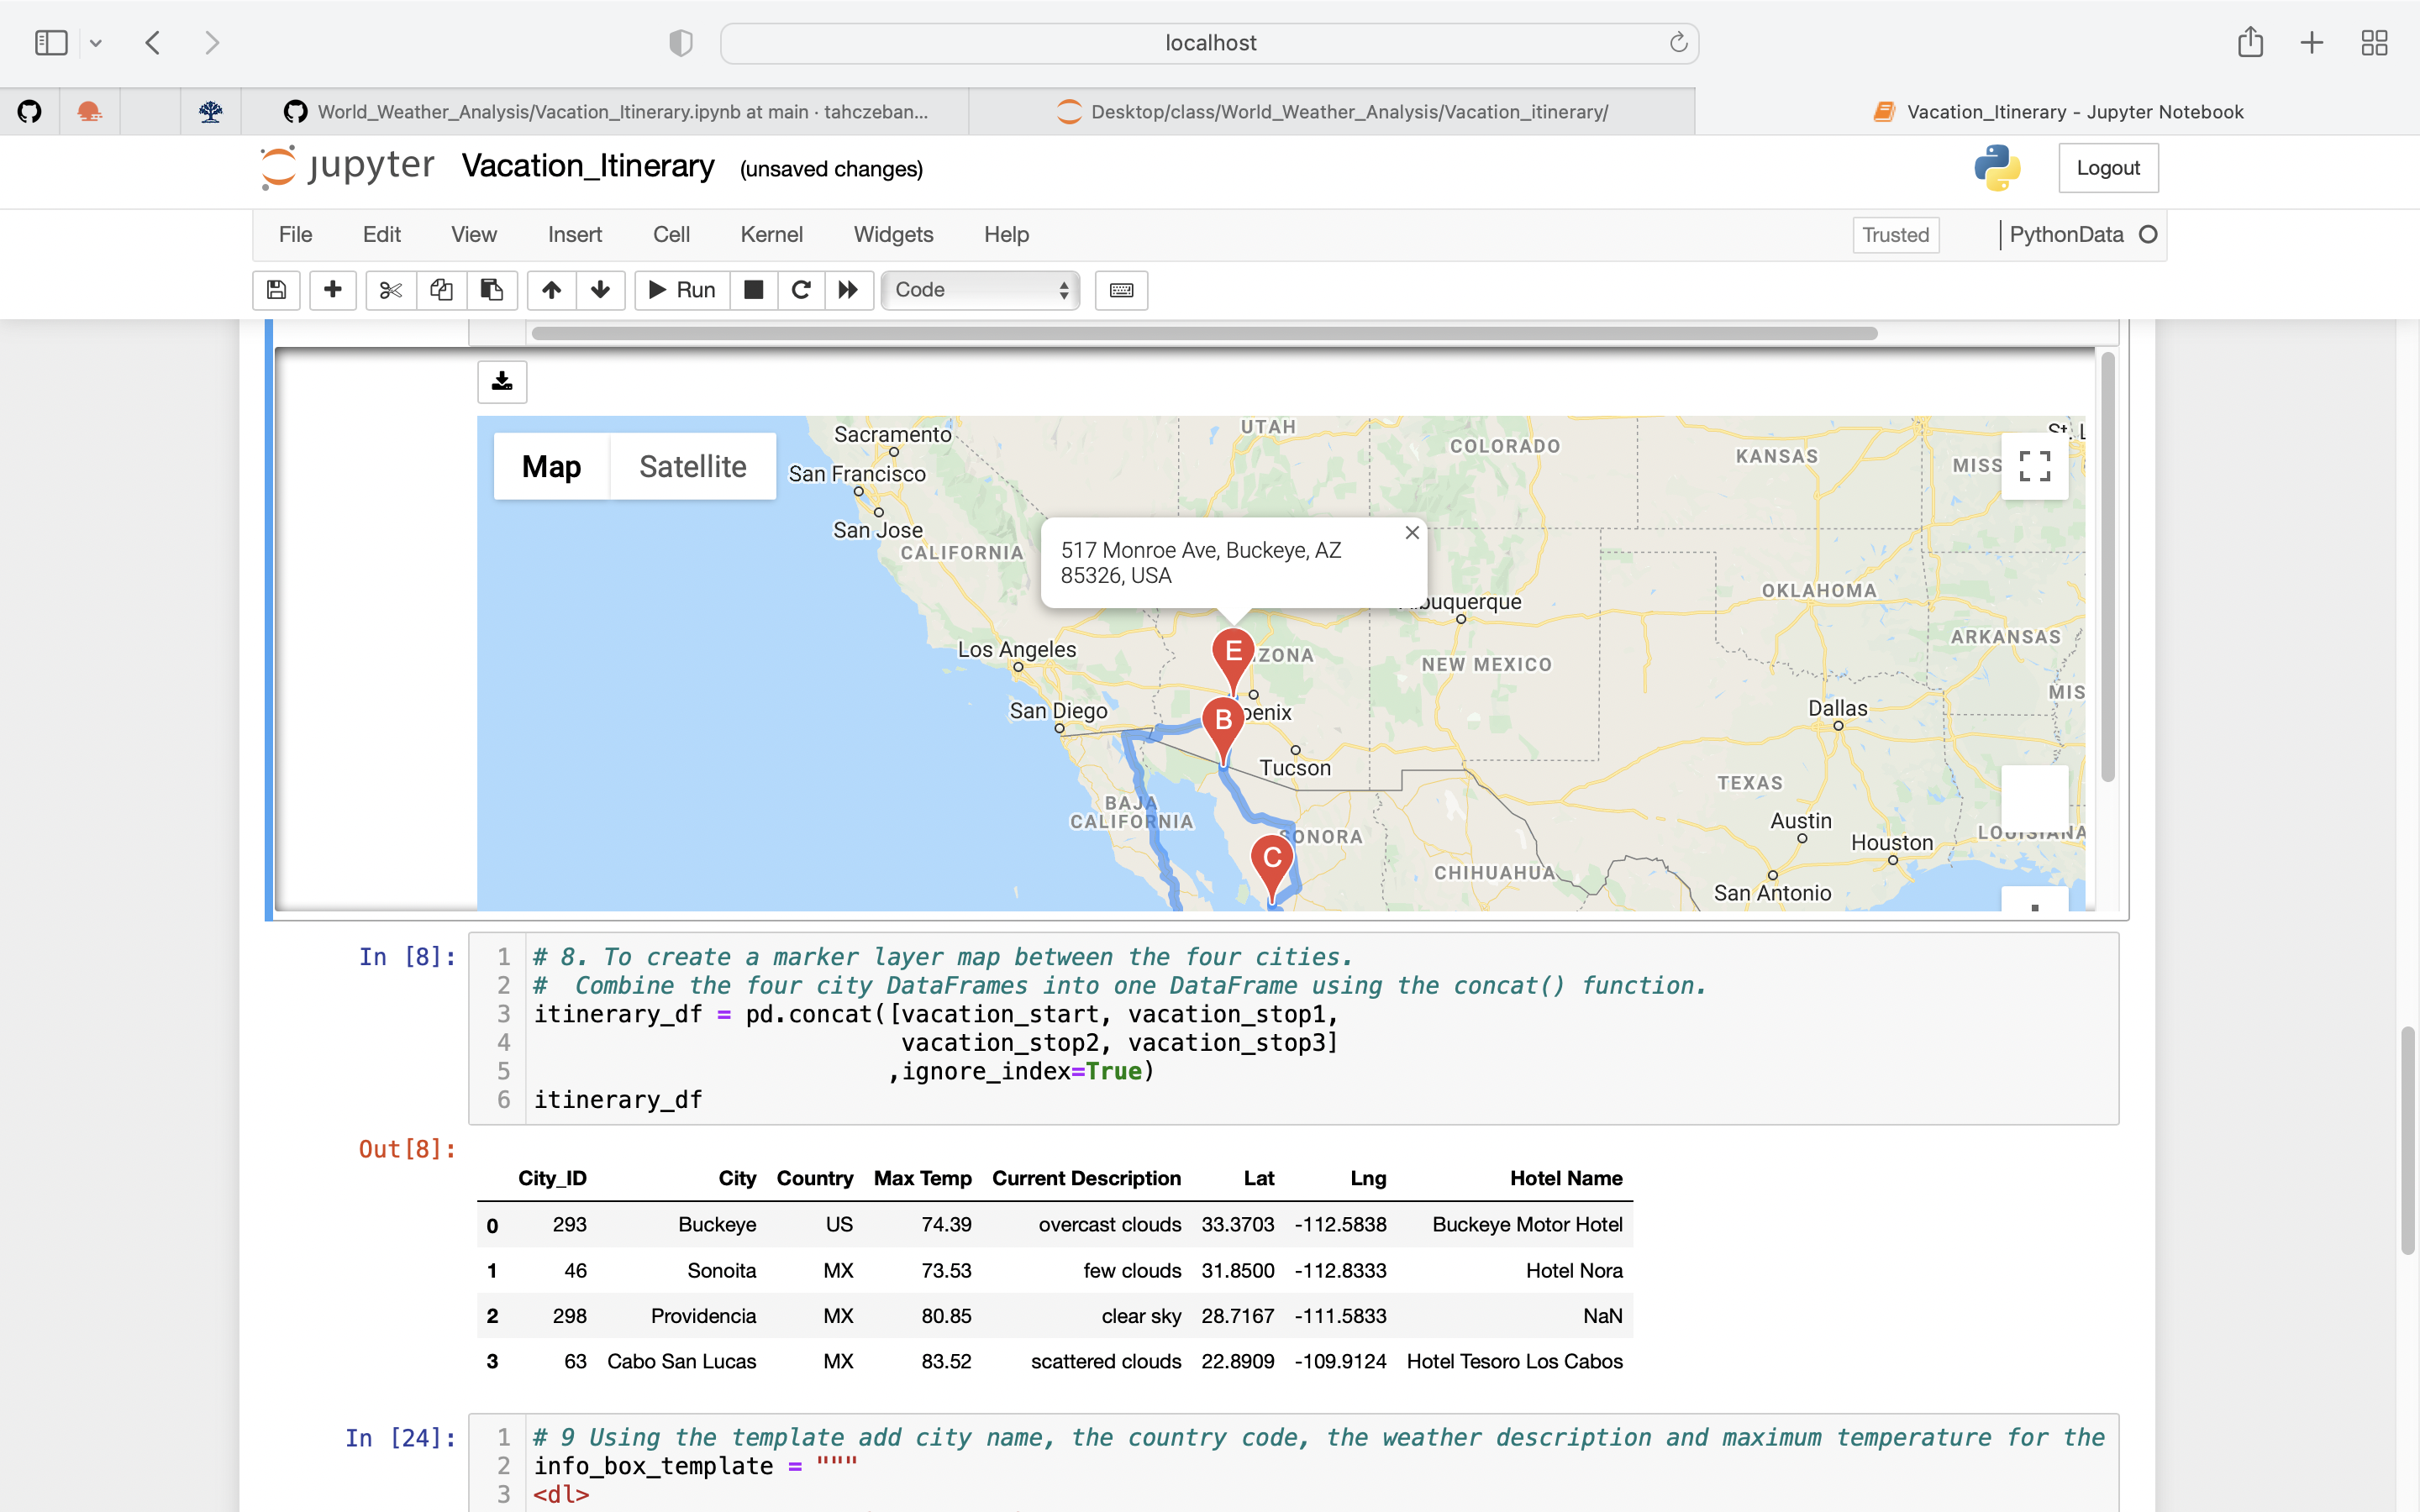 localhost
World_Weather_Analysis/Vacation_Itinerary.ipynb at main · tahczeban...
Desktop/class/World_Weather_Analysis/Vacation_itinerary/
Vacation_Itinerary - Jupyter Notebook
jupyter Vacation_Itinerary (unsaved changes)
Logout
File Edit View Insert Cell Kernel Widgets Help
Trusted
PythonData
Run
Code
Map
Satellite
Sacramento
UTAH
COLORADO
KANSAS
St. L
MISS
San Francisco
San Jose
CALIFORNIA
517 Monroe Ave, Buckeye, AZ
85326, USA
buquerque
OKLAHOMA
ARKANSAS
Los Angeles
E
ZONA
NEW MEXICO
MIS
San Diego
B
oenix
Dallas
Tucson
TEXAS
BAJA
CALIFORNIA
Austin
SONORA
C
Houston
LOUISIANA
CHIHUAHUA
San Antonio
In [8]:
1 # 8. To create a marker layer map between the four cities.
2 #  Combine the four city DataFrames into one DataFrame using the concat() function.
3 itinerary_df = pd.concat([vacation_start, vacation_stop1,
4                           vacation_stop2, vacation_stop3]
5                          ,ignore_index=True)
6 itinerary_df
Out[8]:
City_ID City Country Max Temp Current Description Lat Lng Hotel Name
0 293 Buckeye US 74.39 overcast clouds 33.3703 -112.5838 Buckeye Motor Hotel
1 46 Sonoita MX 73.53 few clouds 31.8500 -112.8333 Hotel Nora
2 298 Providencia MX 80.85 clear sky 28.7167 -111.5833 NaN
3 63 Cabo San Lucas MX 83.52 scattered clouds 22.8909 -109.9124 Hotel Tesoro Los Cabos
In [24]:
1 # 9 Using the template add city name, the country code, the weather description and maximum temperature for the
2 info_box_template = """
3 <dl>